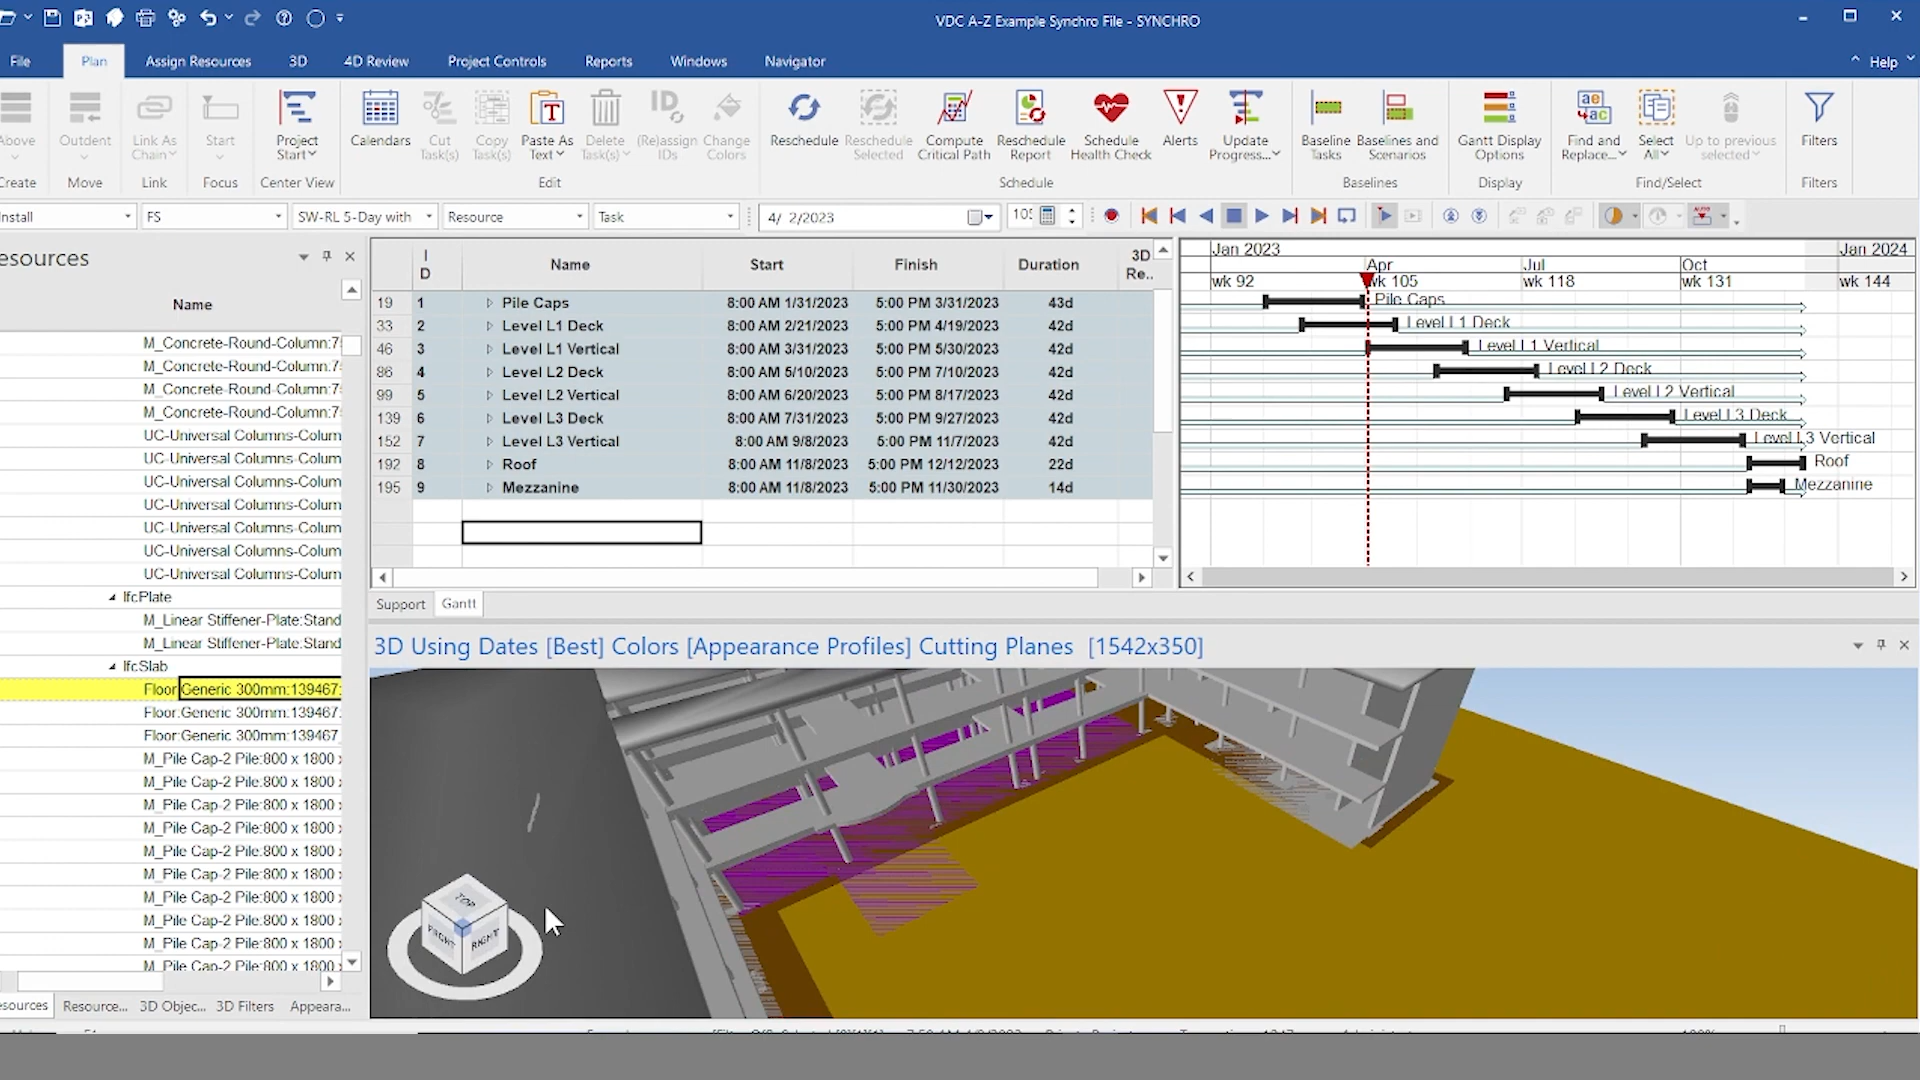 VDC A-Z Example Synchro File - SYNCHRO
File Plan Assign Resources 3D 4D Review Project Controls Reports Windows Navigator Help
Above Outdent Link As Chain Start Project Start Calendars Cut Task(s) Copy Task(s) Paste As Text Delete Task(s) (Re)assign IDs Change Colors Reschedule Reschedule Selected Compute Critical Path Reschedule Report Schedule Health Check Alerts Update Progress... Baseline Tasks Baselines and Scenarios Gantt Display Options Find and Replace... Select All Up to previous selected Filters
Create Move Link Focus Center View Edit Schedule Baselines Display Find/Select Filters
nstall FS SW-RL 5-Day with Resource Task 4/ 2/2023 105
esources
Name
M_Concrete-Round-Column:7
M_Concrete-Round-Column:7
M_Concrete-Round-Column:7
M_Concrete-Round-Column:7
UC-Universal Columns-Colum
UC-Universal Columns-Colum
UC-Universal Columns-Colum
UC-Universal Columns-Colum
UC-Universal Columns-Colum
UC-Universal Columns-Colum
UC-Universal Columns-Colum
IfcPlate
M_Linear Stiffener-Plate:Stand
M_Linear Stiffener-Plate:Stand
IfcSlab
Floor:Generic 300mm:139467:
Floor:Generic 300mm:139467:
Floor:Generic 300mm:139467
M_Pile Cap-2 Pile:800 x 1800 x
M_Pile Cap-2 Pile:800 x 1800 x
M_Pile Cap-2 Pile:800 x 1800 x
M_Pile Cap-2 Pile:800 x 1800 x
M_Pile Cap-2 Pile:800 x 1800 x
M_Pile Cap-2 Pile:800 x 1800 x
M_Pile Cap-2 Pile:800 x 1800 x
M_Pile Cap-2 Pile:800 x 1800 x
M_Pile Cap-2 Pile:800 x 1800 x
M_Pile Cap-2 Pile:800 x 1800 x
esources Resource... 3D Objec... 3D Filters Appeara...
ID Name Start Finish Duration 3D Re..
19 1 Pile Caps 8:00 AM 1/31/2023 5:00 PM 3/31/2023 43d
33 2 Level L1 Deck 8:00 AM 2/21/2023 5:00 PM 4/19/2023 42d
46 3 Level L1 Vertical 8:00 AM 3/31/2023 5:00 PM 5/30/2023 42d
86 4 Level L2 Deck 8:00 AM 5/10/2023 5:00 PM 7/10/2023 42d
99 5 Level L2 Vertical 8:00 AM 6/20/2023 5:00 PM 8/17/2023 42d
139 6 Level L3 Deck 8:00 AM 7/31/2023 5:00 PM 9/27/2023 42d
152 7 Level L3 Vertical 8:00 AM 9/8/2023 5:00 PM 11/7/2023 42d
192 8 Roof 8:00 AM 11/8/2023 5:00 PM 12/12/2023 22d
195 9 Mezzanine 8:00 AM 11/8/2023 5:00 PM 11/30/2023 14d
Support Gantt
Jan 2023 Jan 2024
Apr Jul Oct
wk 92 wk 105 wk 118 wk 131 wk 144
Pile Caps
Level L1 Deck
Level L1 Vertical
Level L2 Deck
Level L2 Vertical
Level L3 Deck
Level L3 Vertical
Roof
Mezzanine
3D Using Dates [Best] Colors [Appearance Profiles] Cutting Planes [1542x350]
TOP
FRONT RIGHT